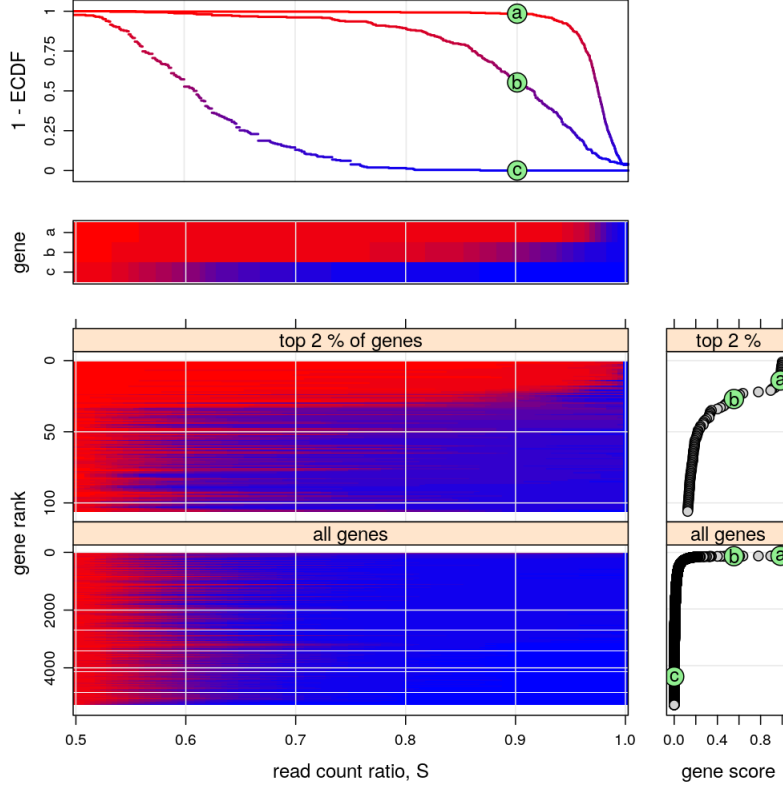 1 - ECDF
1
0.75
0.5
0.25
0
a
b
c
gene
a
b
c
top 2 % of genes
top 2 %
gene rank
0
50
100
a
b
all genes
all genes
0
2000
4000
b
a
c
0.5 0.6 0.7 0.8 0.9 1.0
0.0 0.4 0.8
read count ratio, S
gene score